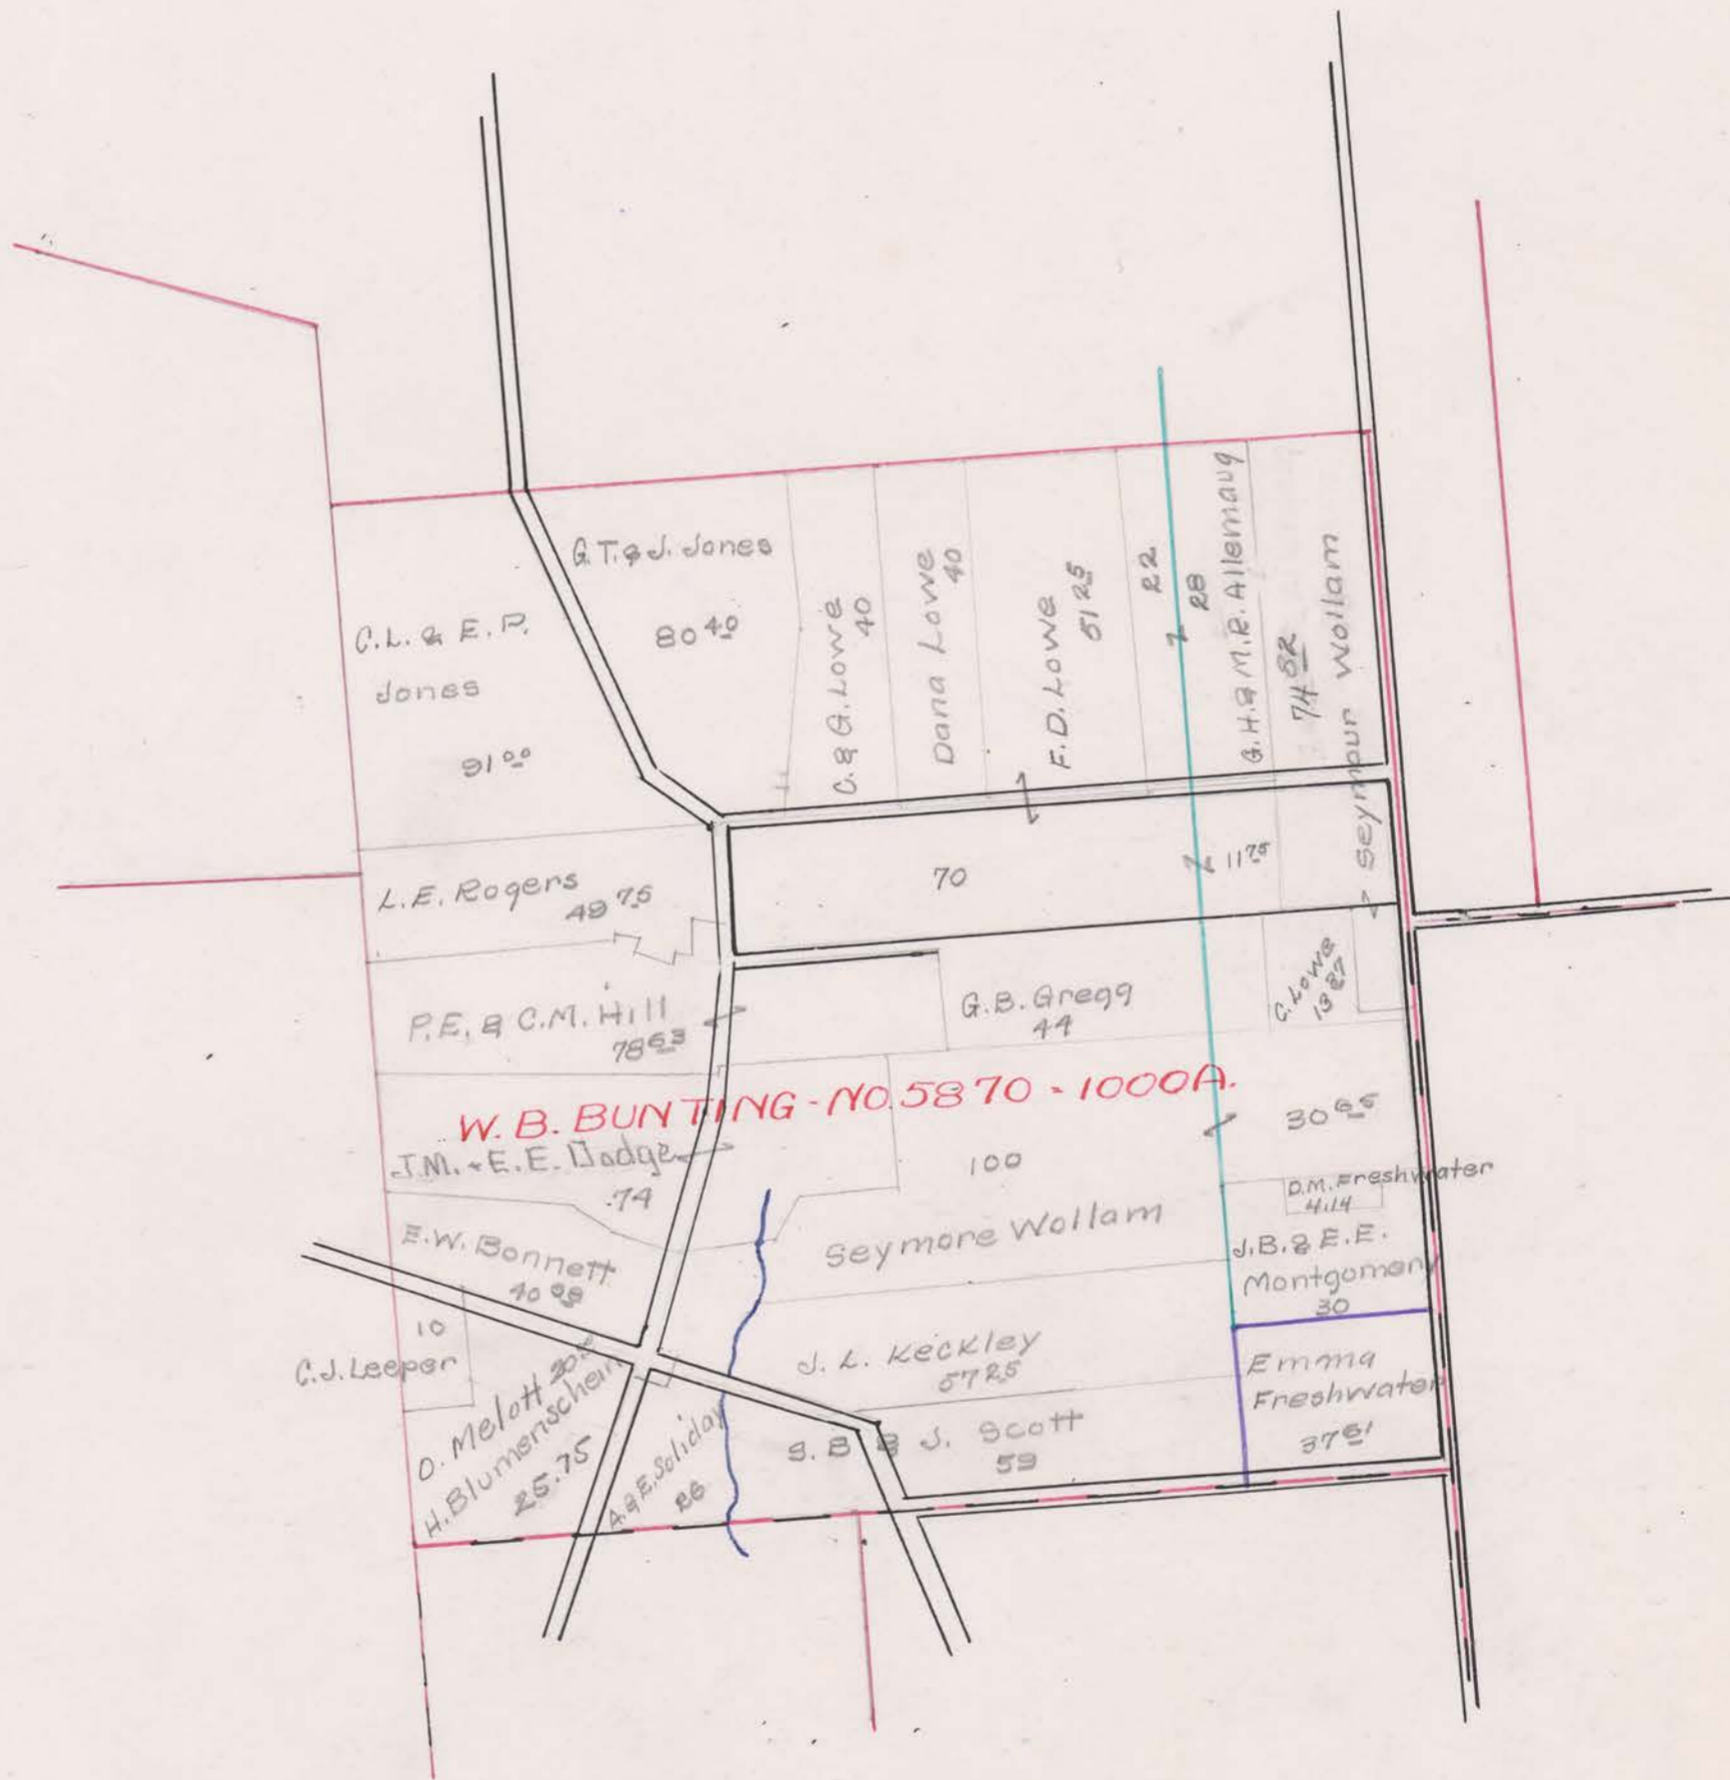 G.T. & J. Jones
80 40
C.L. & E.P.
Jones
91 00
C. & G. Lowe
40
Dana Lowe
40
F.D. Lowe
51 25
22
28
G.H. & M.R. Allemaug
74 82
Seymour Wollam
L.E. Rogers
49 75
70
11 75
P.E. & C.M. Hill
78 63
G.B. Gregg
44
C. Lowe
13 87
W.B. BUNTING - NO. 5870 - 1000A.
J.M. + E.E. Dodge
.74
100
Seymore Wollam
30 65
D.M. Freshwater
4.14
J.B. & E.E.
Montgomery
30
E.W. Bonnett
40 08
10
C.J. Leeper
O. Melott
H. Blumenschein
25.75
A. & E. Soliday
26
J. L. Keckley
57 25
S. B & J. Scott
59
Emma
Freshwater
37 61